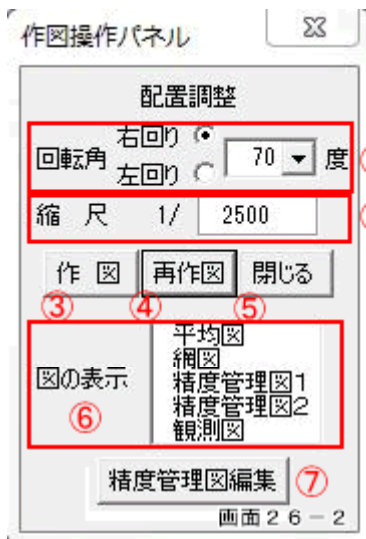 作図操作パネル
配置調整
回転角 右回り 左回り 70 度
縮 尺 1/ 2500
作 図 再作図 閉じる
③ ④ ⑤
図の表示
⑥
平均図
網図
精度管理図1
精度管理図2
観測図
精度管理図編集 ⑦
画面26-2